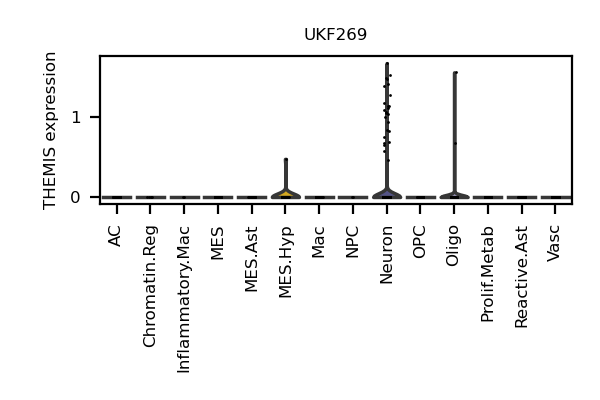 UKF269
THEMIS expression
1
0
AC
Chromatin.Reg
Inflammatory.Mac
MES
MES.Ast
MES.Hyp
Mac
NPC
Neuron
OPC
Oligo
Prolif.Metab
Reactive.Ast
Vasc